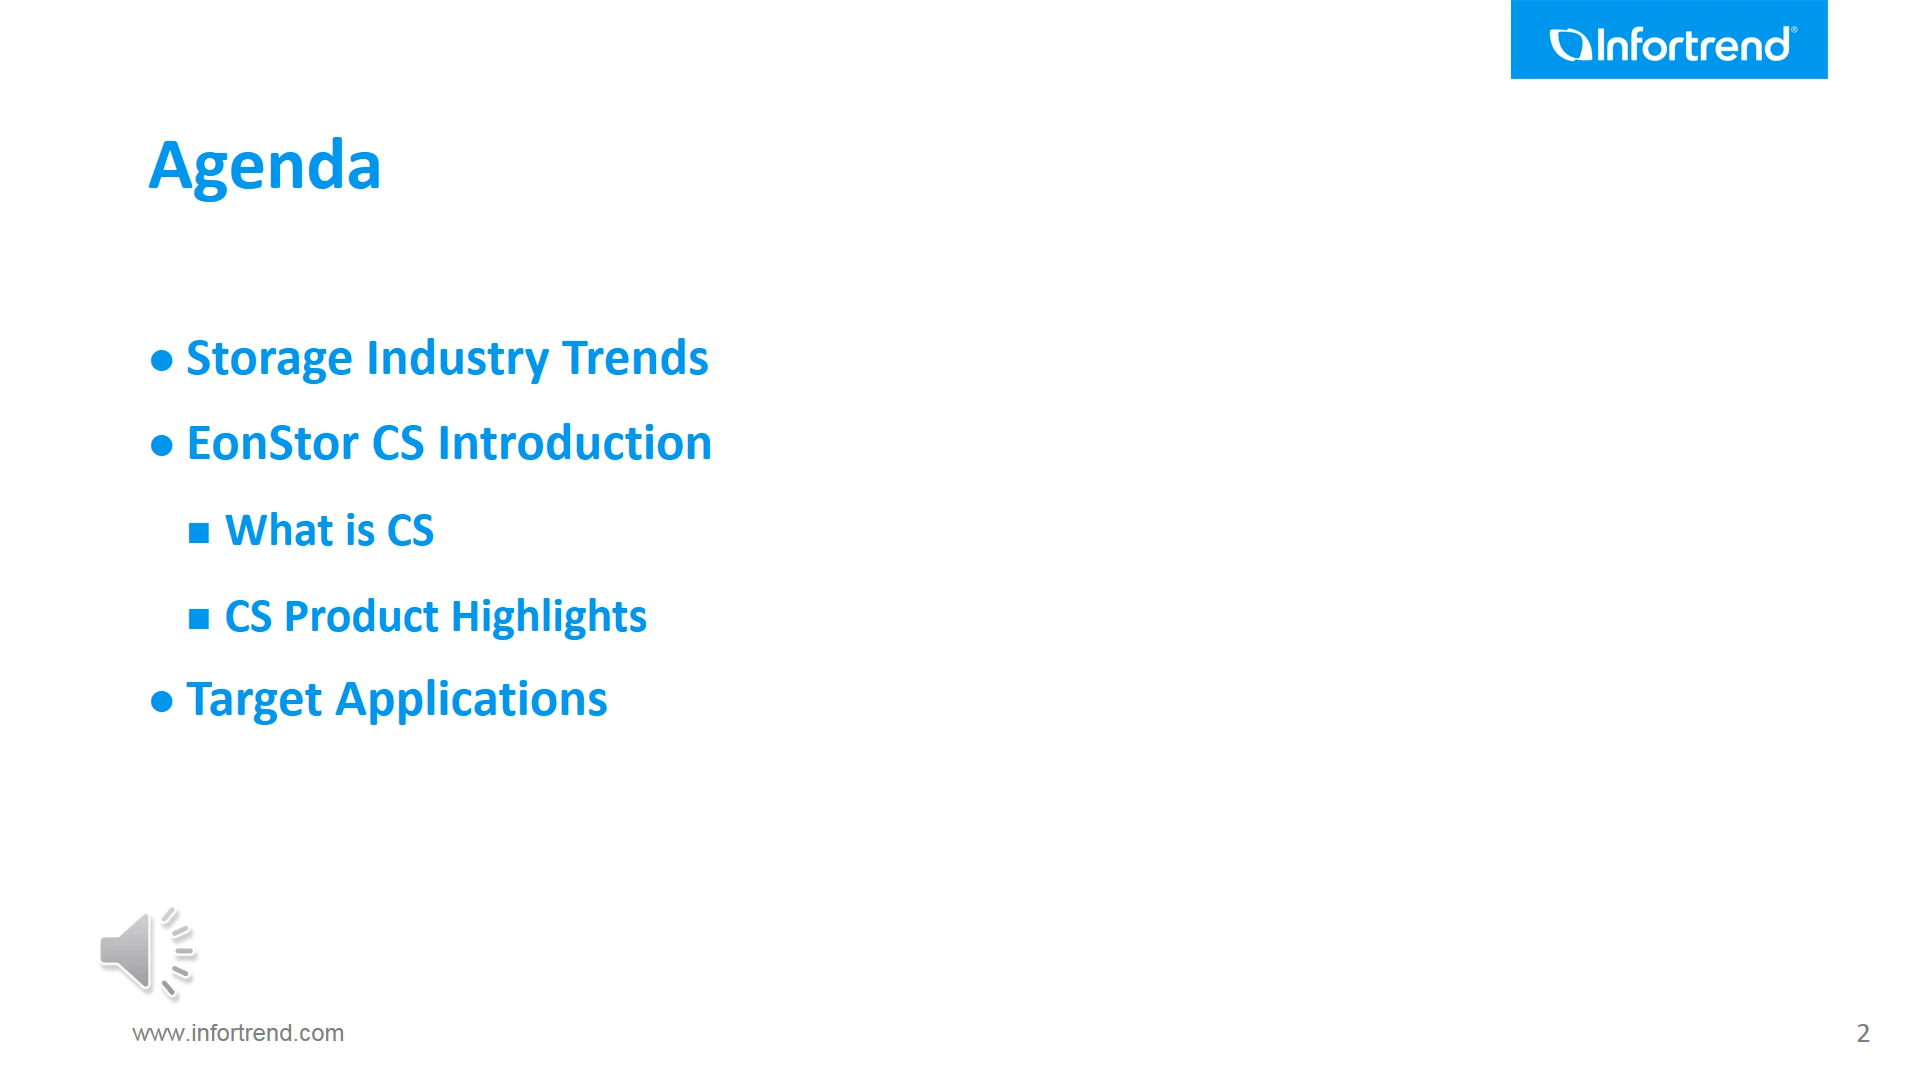 Infortrend®
Agenda
● Storage Industry Trends
● EonStor CS Introduction
■ What is CS
■ CS Product Highlights
● Target Applications
www.infortrend.com
2